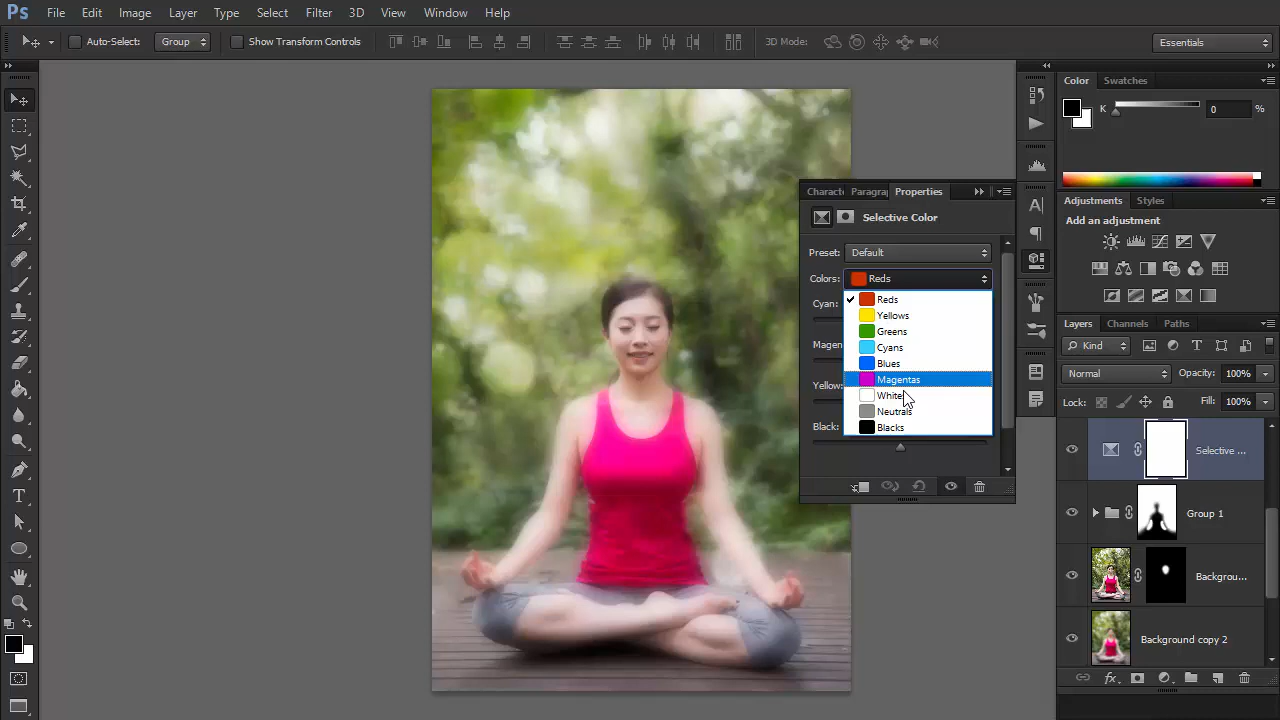 Ps File Edit Image Layer Type Select Filter 3D View Window Help
Auto-Select: Group Show Transform Controls 3D Mode: Essentials
Color Swatches
K 0 %
Charact Paragra Properties
Selective Color
Preset: Default
Colors: Reds
Cyan:
Magen
Yellow:
Black:
Reds
Yellows
Greens
Cyans
Blues
Magentas
White
Neutrals
Blacks
Adjustments Styles
Add an adjustment
Layers Channels Paths
Kind
Normal Opacity: 100%
Lock: Fill: 100%
Selective ...
Group 1
Backgrou...
Background copy 2